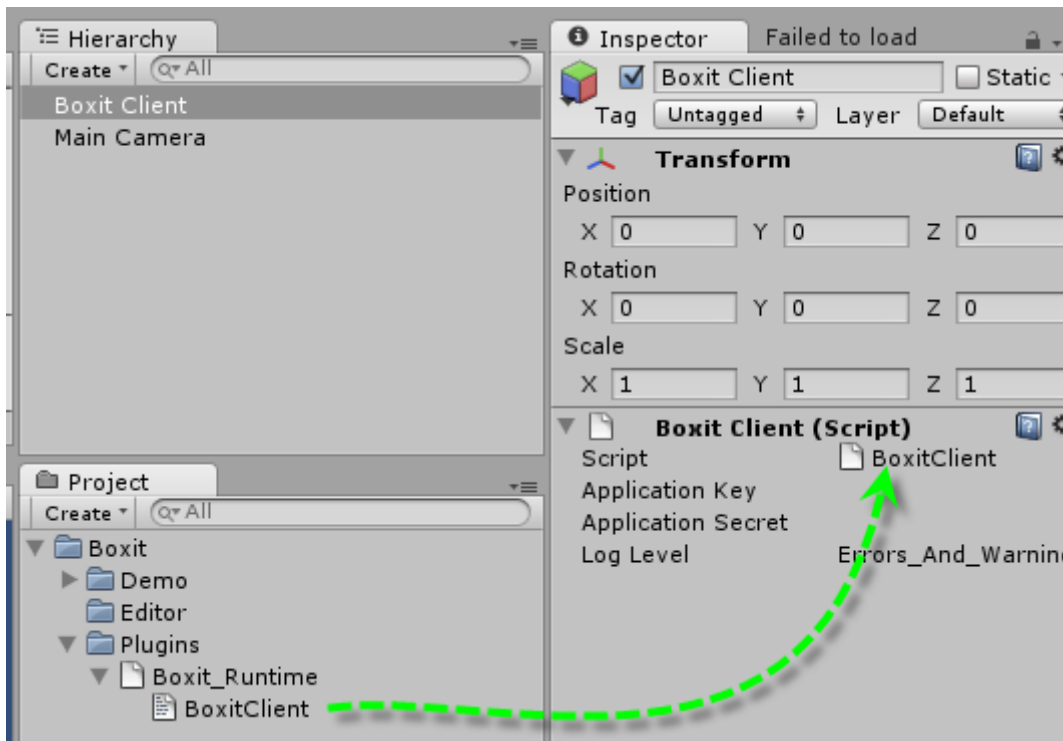 Hierarchy
Create All
Boxit Client
Main Camera
Project
Create All
Boxit
Demo
Editor
Plugins
Boxit_Runtime
BoxitClient
Inspector Failed to load
Boxit Client Static
Tag Untagged Layer Default
Transform
Position
X 0 Y 0 Z 0
Rotation
X 0 Y 0 Z 0
Scale
X 1 Y 1 Z 1
Boxit Client (Script)
Script BoxitClient
Application Key
Application Secret
Log Level Errors_And_Warning